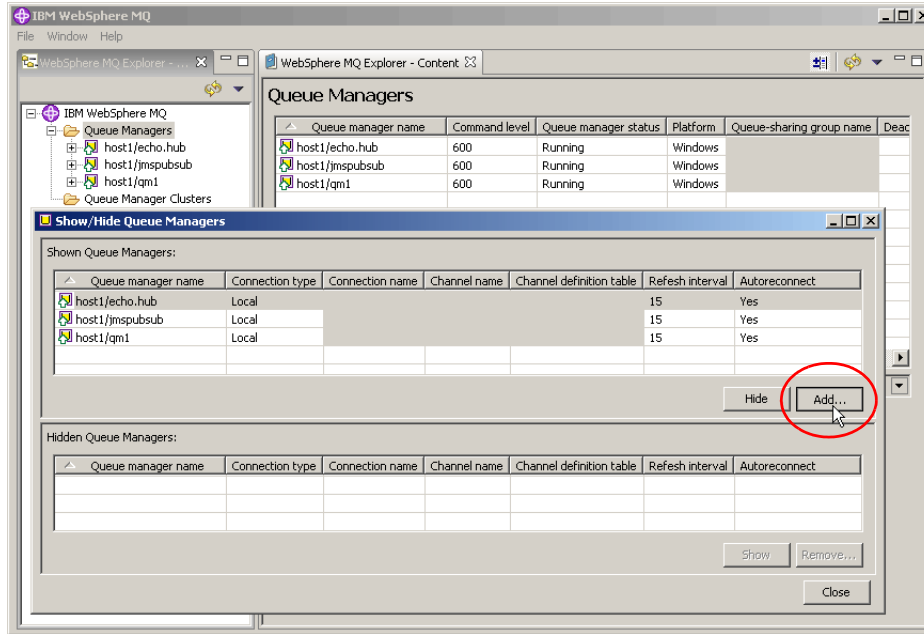 IBM WebSphere MQ
File Window Help
WebSphere MQ Explorer - ...
WebSphere MQ Explorer - Content
IBM WebSphere MQ
Queue Managers
host1/echo.hub
host1/jmspubsub
host1/qm1
Queue Manager Clusters
Queue Managers
Queue manager name Command level Queue manager status Platform Queue-sharing group name Deac
host1/echo.hub 600 Running Windows
host1/jmspubsub 600 Running Windows
host1/qm1 600 Running Windows
Show/Hide Queue Managers
Shown Queue Managers:
Queue manager name Connection type Connection name Channel name Channel definition table Refesh interval Autoreconnect
host1/echo.hub Local 15 Yes
host1/jmspubsub Local 15 Yes
host1/qm1 Local 15 Yes
Hide Add...
Hidden Queue Managers:
Queue manager name Connection type Connection name Channel name Channel definition table Refesh interval Autoreconnect
Show Remove...
Close